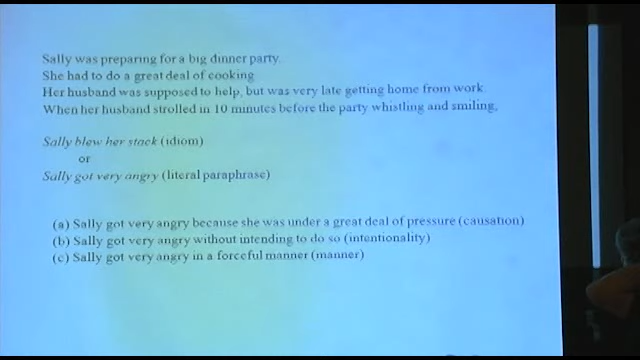 Sally was preparing for a big dinner party.
She had to do a great deal of cooking
Her husband was supposed to help, but was very late getting home from work.
When her husband strolled in 10 minutes before the party whistling and smiling,
Sally blew her stack (idiom)
or
Sally got very angry (literal paraphrase)
(a) Sally got very angry because she was under a great deal of pressure (causation)
(b) Sally got very angry without intending to do so (intentionality)
(c) Sally got very angry in a forceful manner (manner)